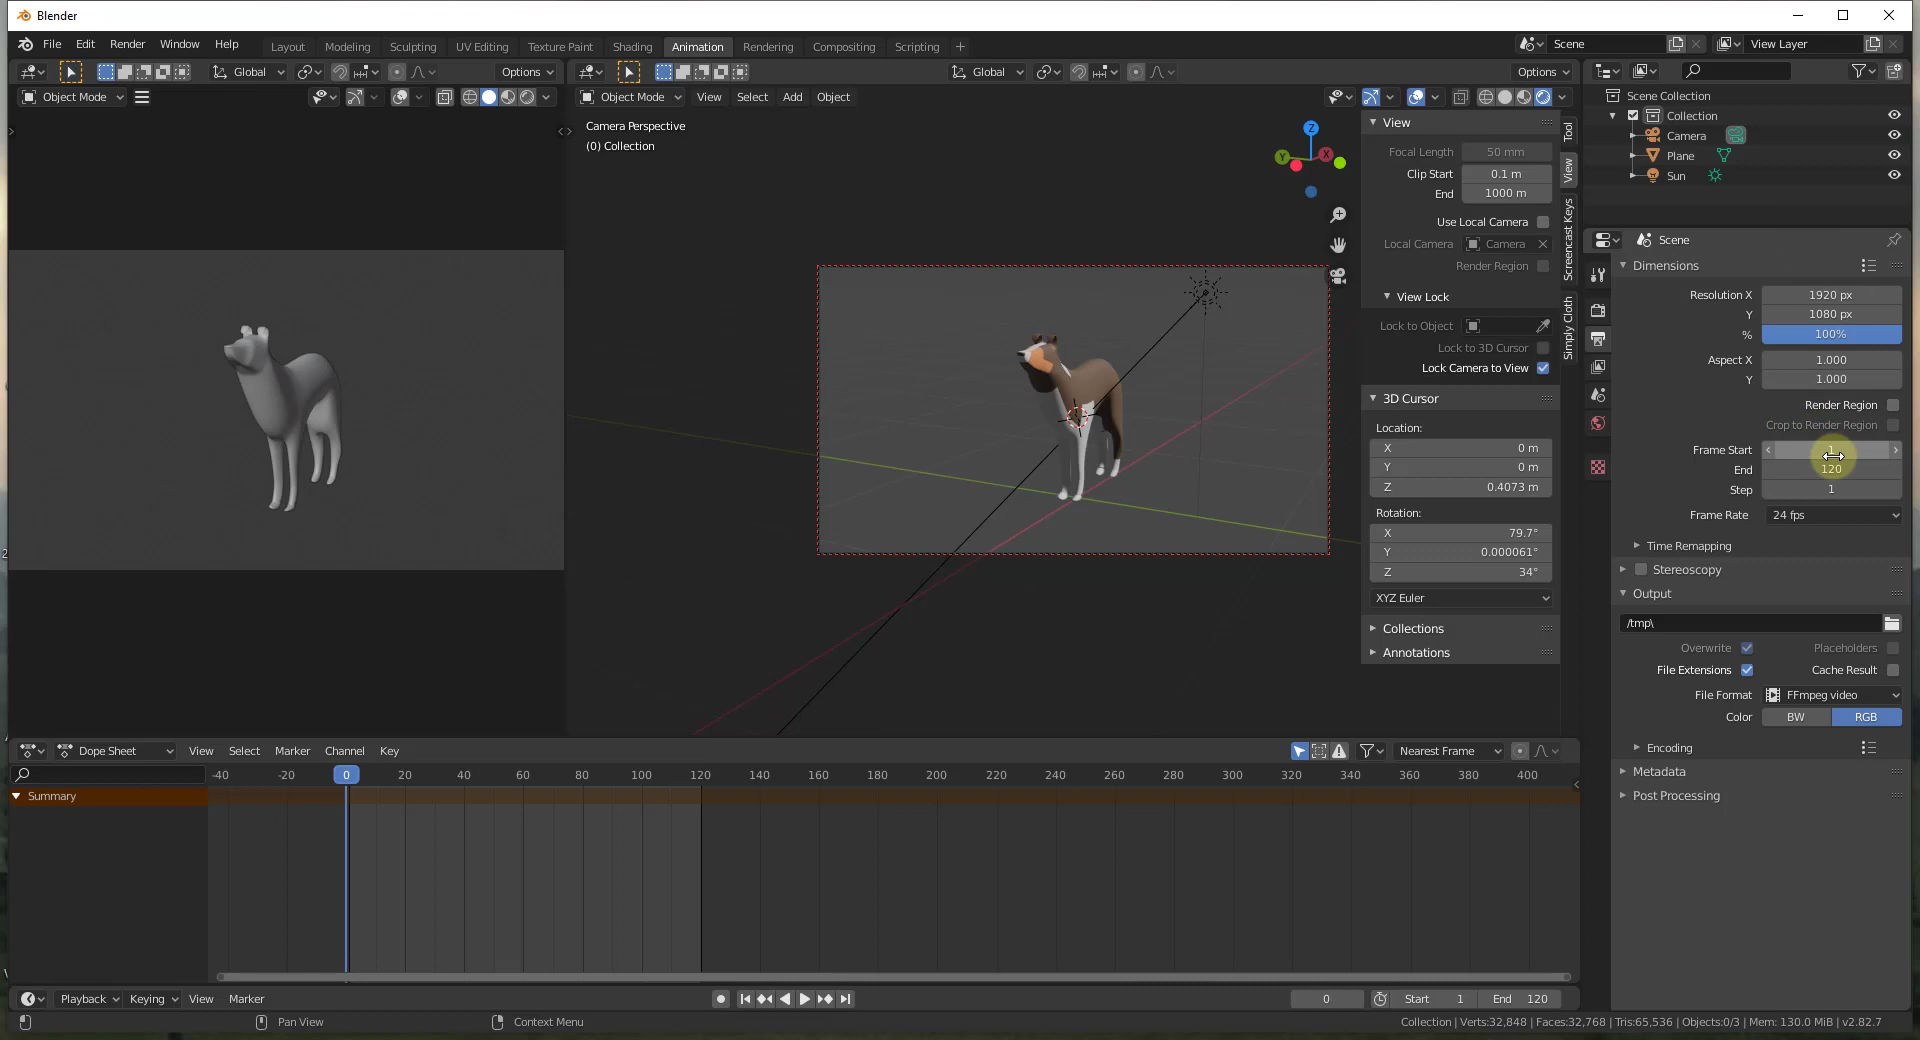 Blender
File Edit Render Window Help
Layout Modeling Sculpting UV Editing Texture Paint Shading Animation Rendering Compositing Scripting +
Scene
View Layer
Global
Options
Global
Options
Object Mode
Object Mode View Select Add Object
Camera Perspective
(0) Collection
Z
Y
X
View
Focal Length 50 mm
Clip Start 0.1 m
End 1000 m
Use Local Camera
Local Camera Camera
Render Region
View Lock
Lock to Object
Lock to 3D Cursor
Lock Camera to View
3D Cursor
Location:
X 0 m
Y 0 m
Z 0.4073 m
Rotation:
X 79.7°
Y 0.000061°
Z 34°
XYZ Euler
Collections
Annotations
Tool
View
Screencast Keys
Simply Cloth
Scene Collection
Collection
Camera
Plane
Sun
Scene
Dimensions
Resolution X 1920 px
Y 1080 px
% 100%
Aspect X 1.000
Y 1.000
Render Region
Crop to Render Region
Frame Start 1
End 120
Step 1
Frame Rate 24 fps
Time Remapping
Stereoscopy
Output
/tmp\
Overwrite Placeholders
File Extensions Cache Result
File Format FFmpeg video
Color BW RGB
Encoding
Metadata
Post Processing
Dope Sheet View Select Marker Channel Key
Nearest Frame
-40 -20 0 20 40 60 80 100 120 140 160 180 200 220 240 260 280 300 320 340 360 380 400
Summary
Playback Keying View Marker
0 Start 1 End 120
Pan View
Context Menu
Collection | Verts:32,848 | Faces:32,768 | Tris:65,536 | Objects:0/3 | Mem: 130.0 MiB | v2.82.7